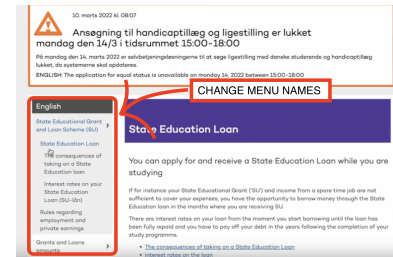 10. marts 2022 kl. 08:07
Ansøgning til handicaptillæg og ligestilling er lukket
mandag den 14/3 i tidsrummet 15:00-18:00
På mandag den 14. marts 2022 er selvbetjeningsløsningerne til at søge ligestilling med danske studerende og handicaptillæg
lukket, da systemerne skal opdateres.
ENGLISH: The application for equal status is unavailable on monday 14, 2022 between 15:00-18:00
CHANGE MENU NAMES
English
State Educational Grant
and Loan Scheme (SU)
State Education Loan
The consequences of
taking on a State
Education loan
Interest rates on your
State Education
Loan (SU-lån)
Rules regarding
employment and
private earnings
Grants and Loans
amounts
State Education Loan
You can apply for and receive a State Education Loan while you are
studying
If for instance your State Educational Grant ('SU') and income from a spare time job are not
sufficient to cover your expenses, you have the opportunity to borrow money through the State
Education Loan in the months where you are receiving SU.
There are interest rates on your loan from the moment you start borrowing until the loan has
been fully repaid and you have to pay off your debt in the years following the completion of your
study programme.
• The consequences of taking on a State Education Loan
• Interest rates on the loan